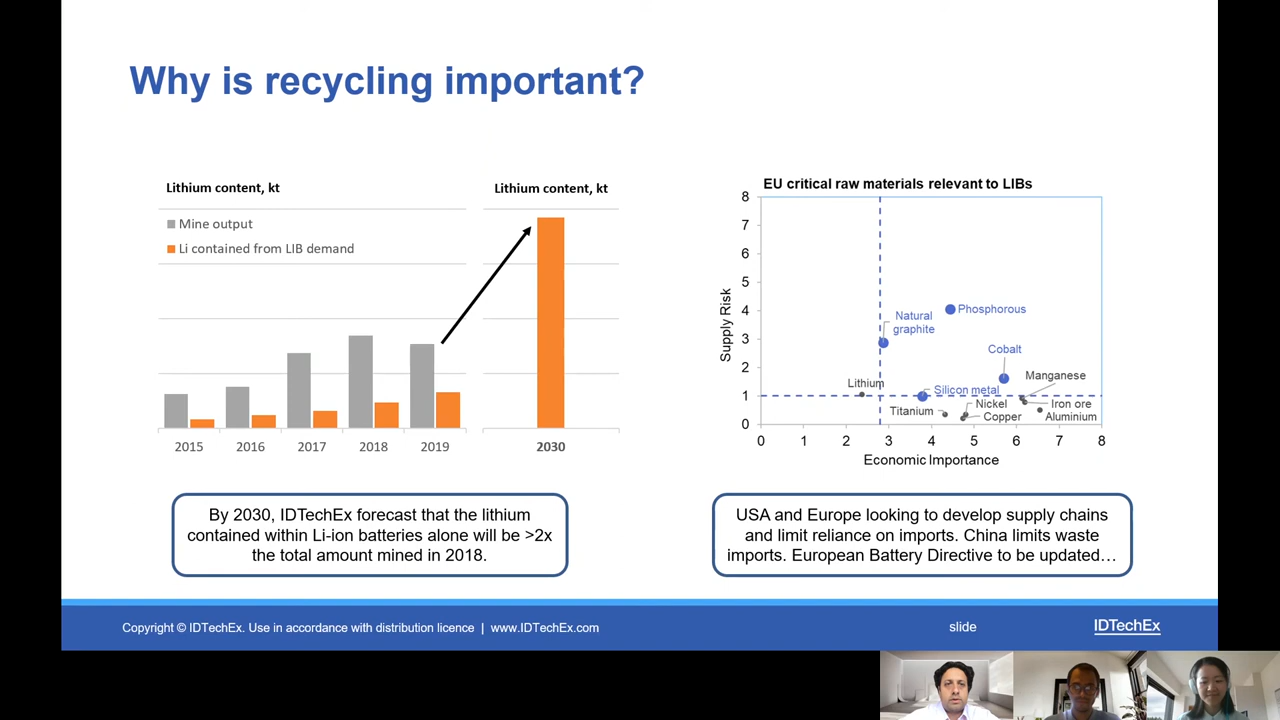 Why is recycling important?
Lithium content, kt
Mine output
Li contained from LIB demand
2015 2016 2017 2018 2019
Lithium content, kt
2030
By 2030, IDTechEx forecast that the lithium
contained within Li-ion batteries alone will be >2x
the total amount mined in 2018.
EU critical raw materials relevant to LIBs
8
7
6
5
4
3
2
1
0
Supply Risk
Phosphorous
Natural
graphite
Cobalt
Manganese
Lithium
Silicon metal
Nickel
Iron ore
Titanium
Copper
Aluminium
0 1 2 3 4 5 6 7 8
Economic Importance
USA and Europe looking to develop supply chains
and limit reliance on imports. China limits waste
imports. European Battery Directive to be updated…
Copyright © IDTechEx. Use in accordance with distribution licence | www.IDTechEx.com
slide
IDTechEx